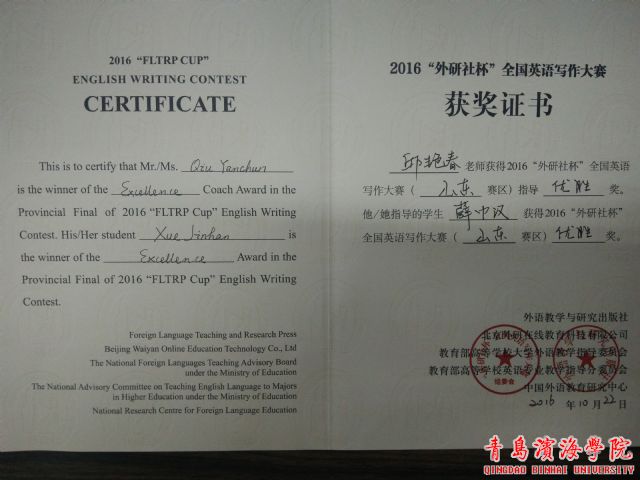 2016 “FLTRP CUP”
ENGLISH WRITING CONTEST
CERTIFICATE
This is to certify that Mr./Ms. Qiu Yanchun
is the winner of the Excellence Coach Award in the
Provincial Final of 2016 “FLTRP Cup” English Writing
Contest. His/Her student Xue Jinhan is
the winner of the Excellence Award in the
Provincial Final of 2016 “FLTRP Cup” English Writing
Contest.
Foreign Language Teaching and Research Press
Beijing Waiyan Online Education Technology Co., Ltd
The National Foreign Languages Teaching Advisory Board
under the Ministry of Education
The National Advisory Committee on Teaching English Language to Majors
in Higher Education under the Ministry of Education
National Research Centre for Foreign Language Education
2016 “外研社杯” 全国英语写作大赛
获奖证书
邱艳春 老师获得2016 “外研社杯” 全国英语
写作大赛（ 山东 赛区）指导 优胜 奖。
他/她指导的学生 薛 汉 获得2016 “外研社杯”
全国英语写作大赛（ 山东 赛区） 优胜 奖。
外语教学与研究出版社
北京外研在线教育科技有限公司
教育部高等学校大学外语教学指导委员会
教育部高等学校英语专业教学指导分委员会
中国外语教育研究中心
组委会
2016 年 10 月 22 日
青岛滨海学院
QINGDAO BINHAI UNIVERSITY